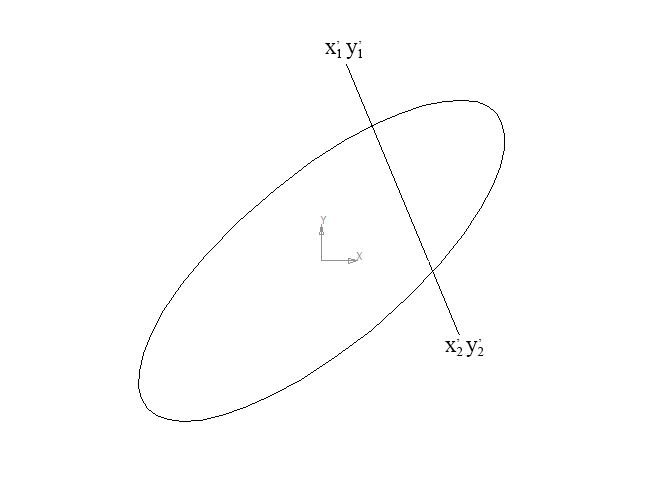 x'₁ y'₁
Y
X
x'₂ y'₂